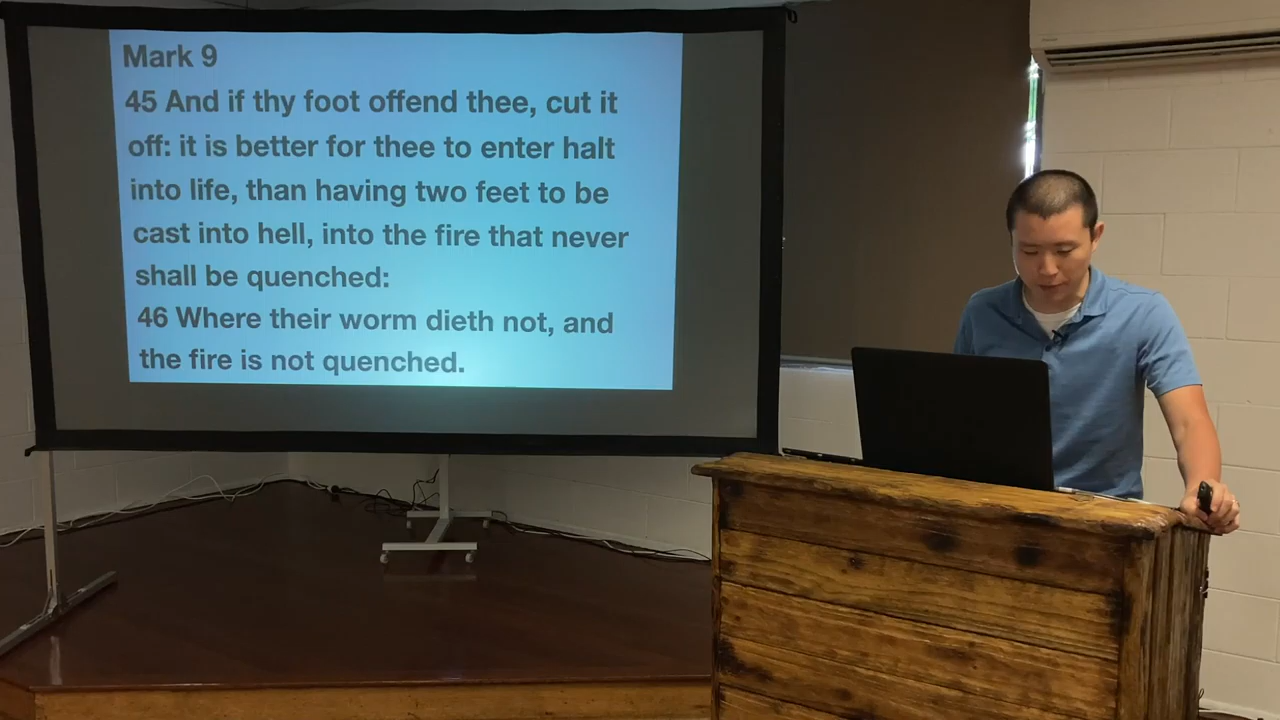 Mark 9
45 And if thy foot offend thee, cut it
off: it is better for thee to enter halt
into life, than having two feet to be
cast into hell, into the fire that never
shall be quenched:
46 Where their worm dieth not, and
the fire is not quenched.